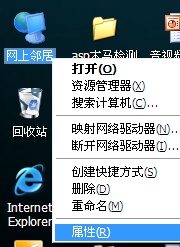 网上邻居
asp木马检测
打开(O)
资源管理器(X)
搜索计算机(C)...
回收站
映射网络驱动器(N)...
断开网络驱动器(I)...
创建快捷方式(S)
删除(D)
重命名(M)
Internet
Explorer
属性(R)